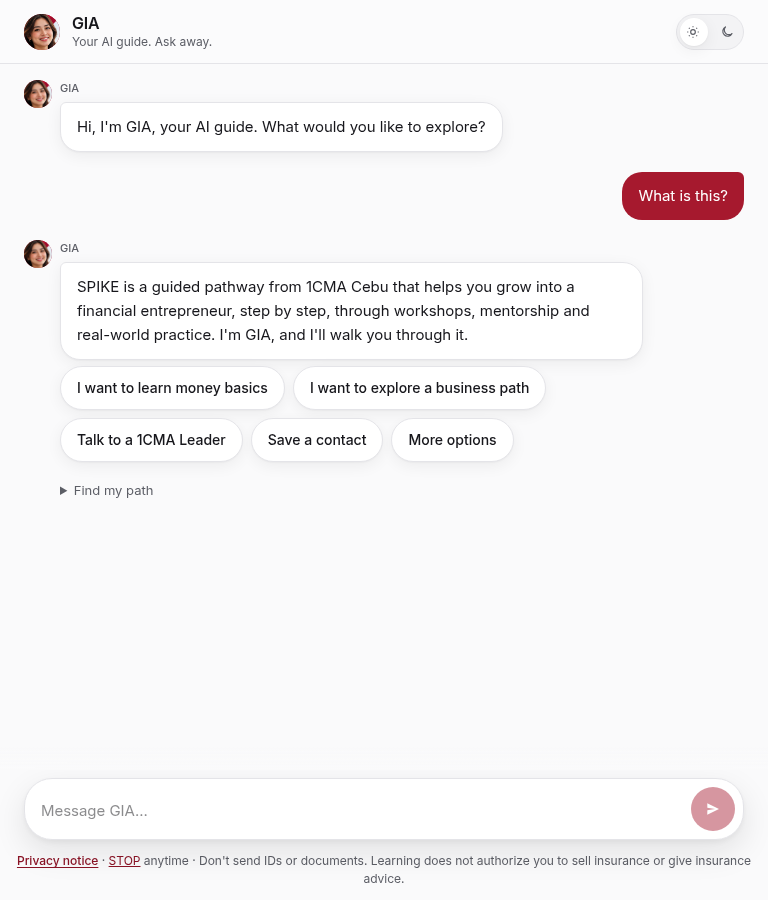 GIA
Your AI guide. Ask away.
GIA
Hi, I'm GIA, your AI guide. What would you like to explore?
What is this?
GIA
SPIKE is a guided pathway from 1CMA Cebu that helps you grow into a
financial entrepreneur, step by step, through workshops, mentorship and
real-world practice. I'm GIA, and I'll walk you through it.
I want to learn money basics
I want to explore a business path
Talk to a 1CMA Leader
Save a contact
More options
Find my path
Message GIA...
Privacy notice · STOP anytime · Don't send IDs or documents. Learning does not authorize you to sell insurance or give insurance
advice.